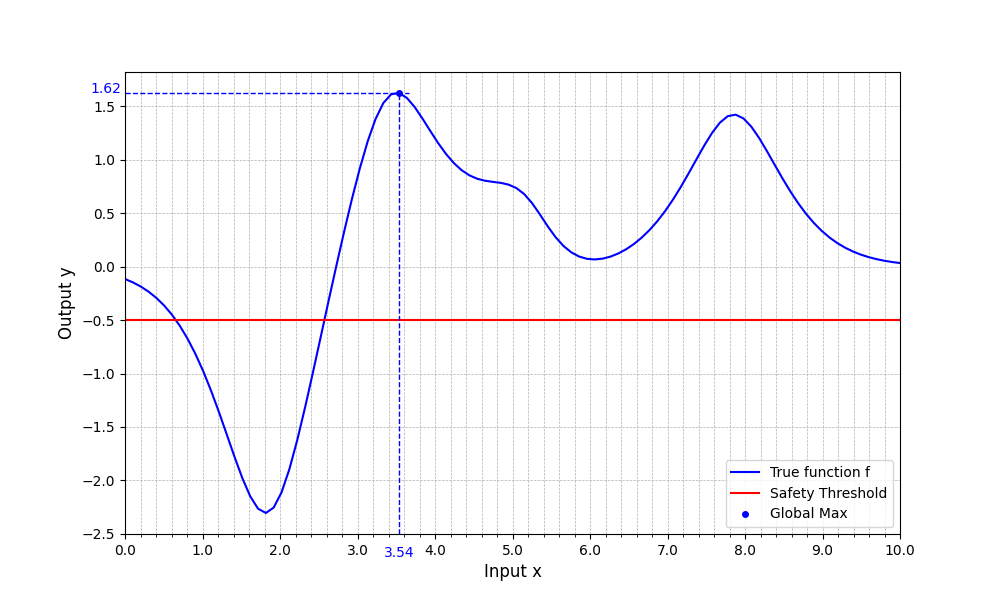 1.62
1.5
1.0
0.5
0.0
−0.5
−1.0
−1.5
−2.0
−2.5
Output y
0.0 1.0 2.0 3.0 3.54 4.0 5.0 6.0 7.0 8.0 9.0 10.0
Input x
True function f
Safety Threshold
Global Max